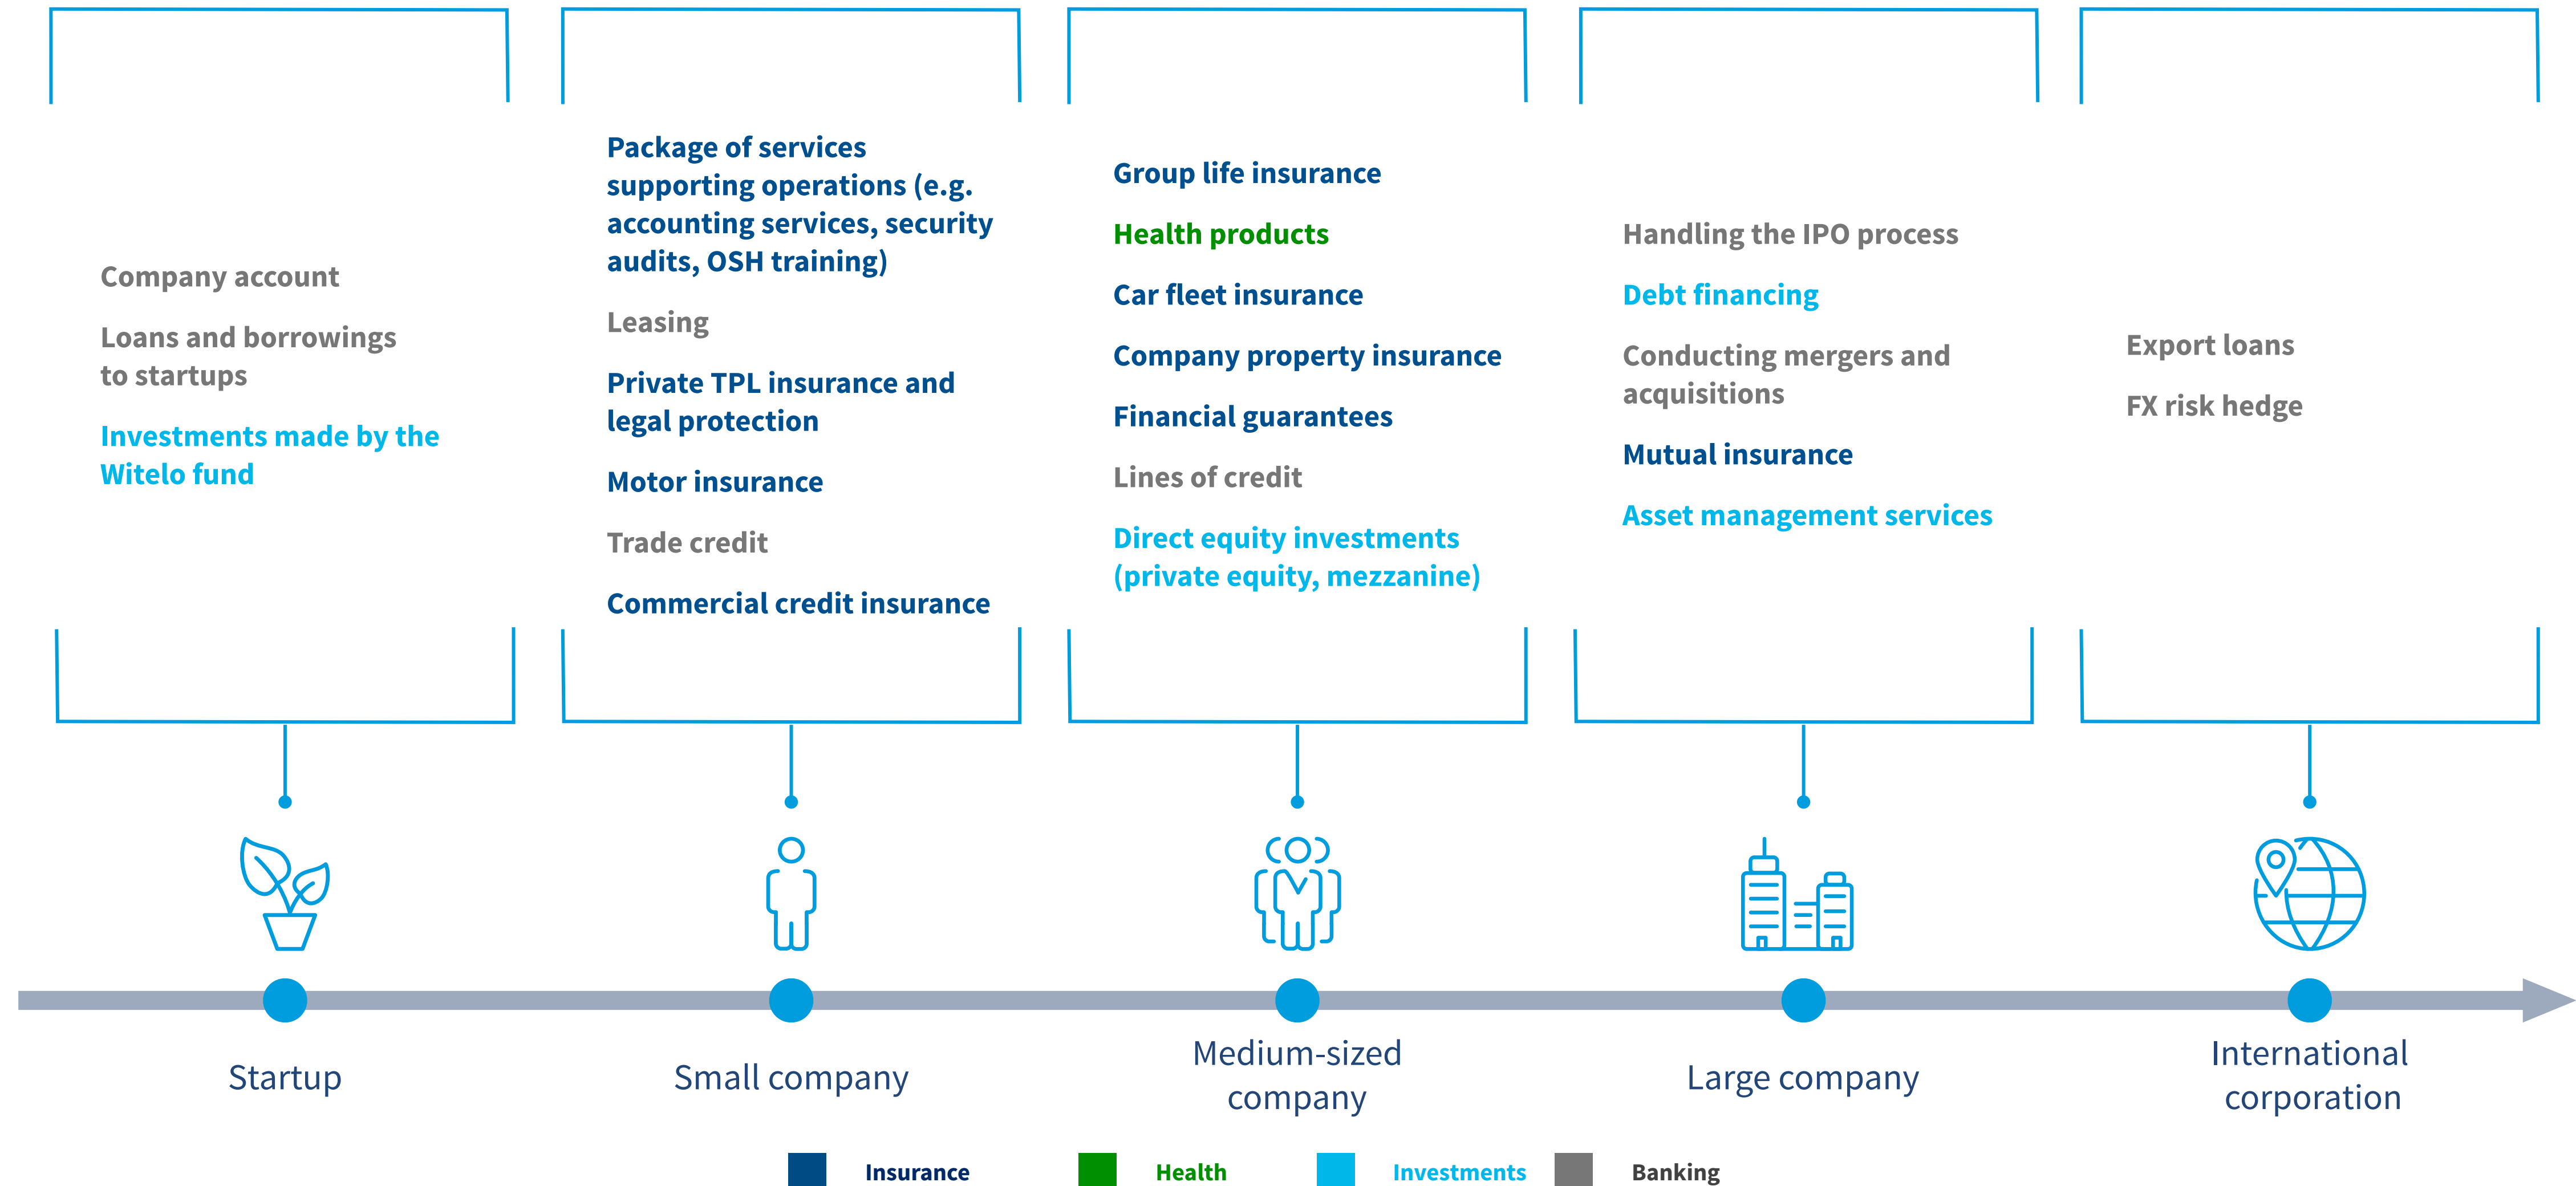 Company account
Loans and borrowings
to startups
Investments made by the
Witelo fund
Package of services
supporting operations (e.g.
accounting services, security
audits, OSH training)
Leasing
Private TPL insurance and
legal protection
Motor insurance
Trade credit
Commercial credit insurance
Group life insurance
Health products
Car fleet insurance
Company property insurance
Financial guarantees
Lines of credit
Direct equity investments
(private equity, mezzanine)
Handling the IPO process
Debt financing
Conducting mergers and
acquisitions
Mutual insurance
Asset management services
Export loans
FX risk hedge
Startup
Small company
Medium-sized
company
Large company
International
corporation
Insurance
Health
Investments
Banking